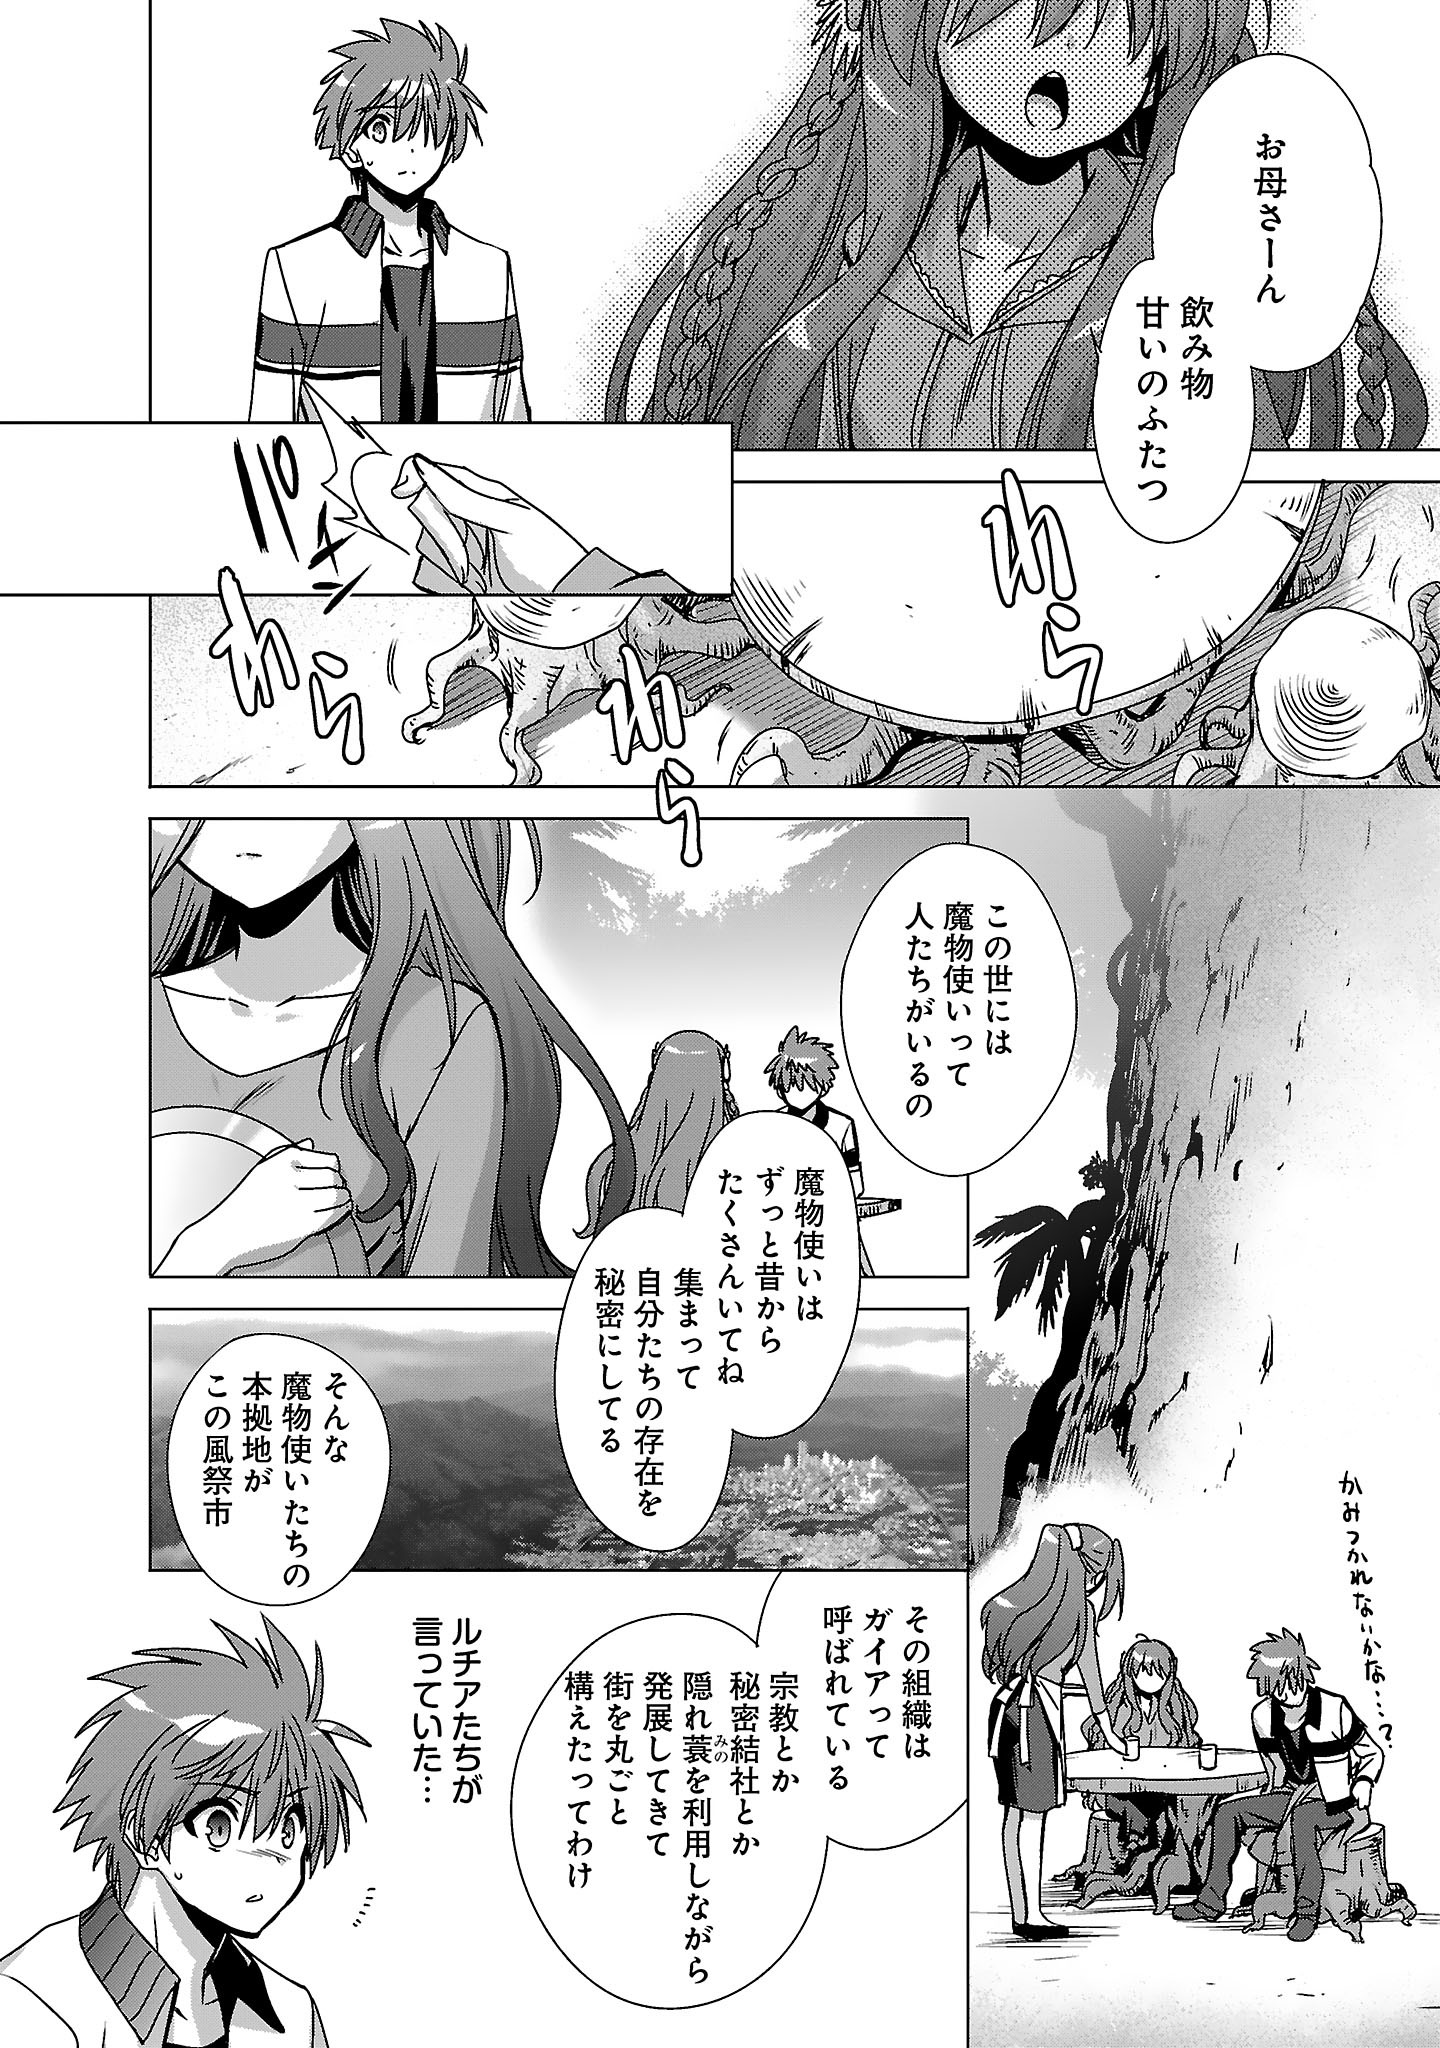 お母さーん
飲み物
甘いのふたつ
パチン
わら
わら
わら
この世には
魔物使いって
人たちがいるの
魔物使いは
ずっと昔から
たくさんいてね
集まって
自分たちの存在を
秘密にしてる
かみつかれないかな…?
そんな
魔物使いたちの
本拠地が
この風祭市
その組織は
ガイアって
呼ばれている
宗教とか
秘密結社とか
隠れ蓑を利用しながら
みの
発展してきて
街を丸ごと
構えたってわけ
ルチアたちが
言っていた…